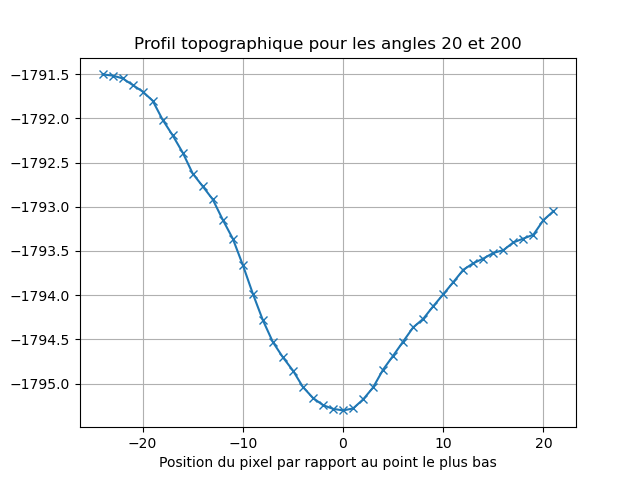 Profil topographique pour les angles 20 et 200
−1791.5
−1792.0
−1792.5
−1793.0
−1793.5
−1794.0
−1794.5
−1795.0
−20 −10 0 10 20
Position du pixel par rapport au point le plus bas